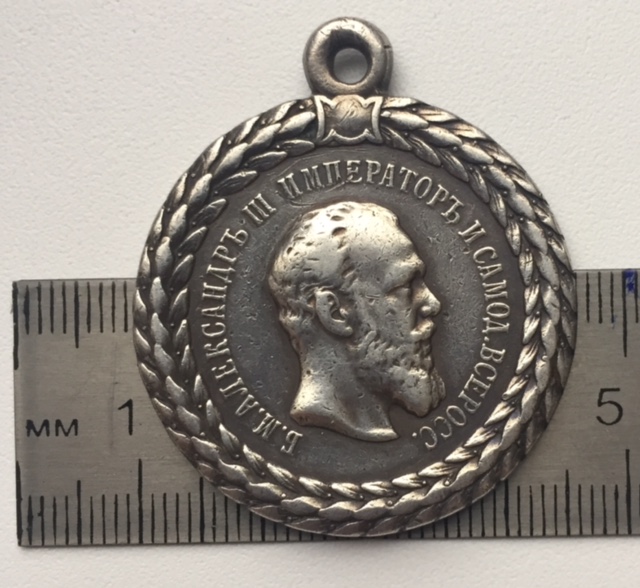 Б. М. АЛЕКСАНДРЪ III ИМПЕРАТОРЪ И САМОД. ВСЕРОСС.
мм 1 5